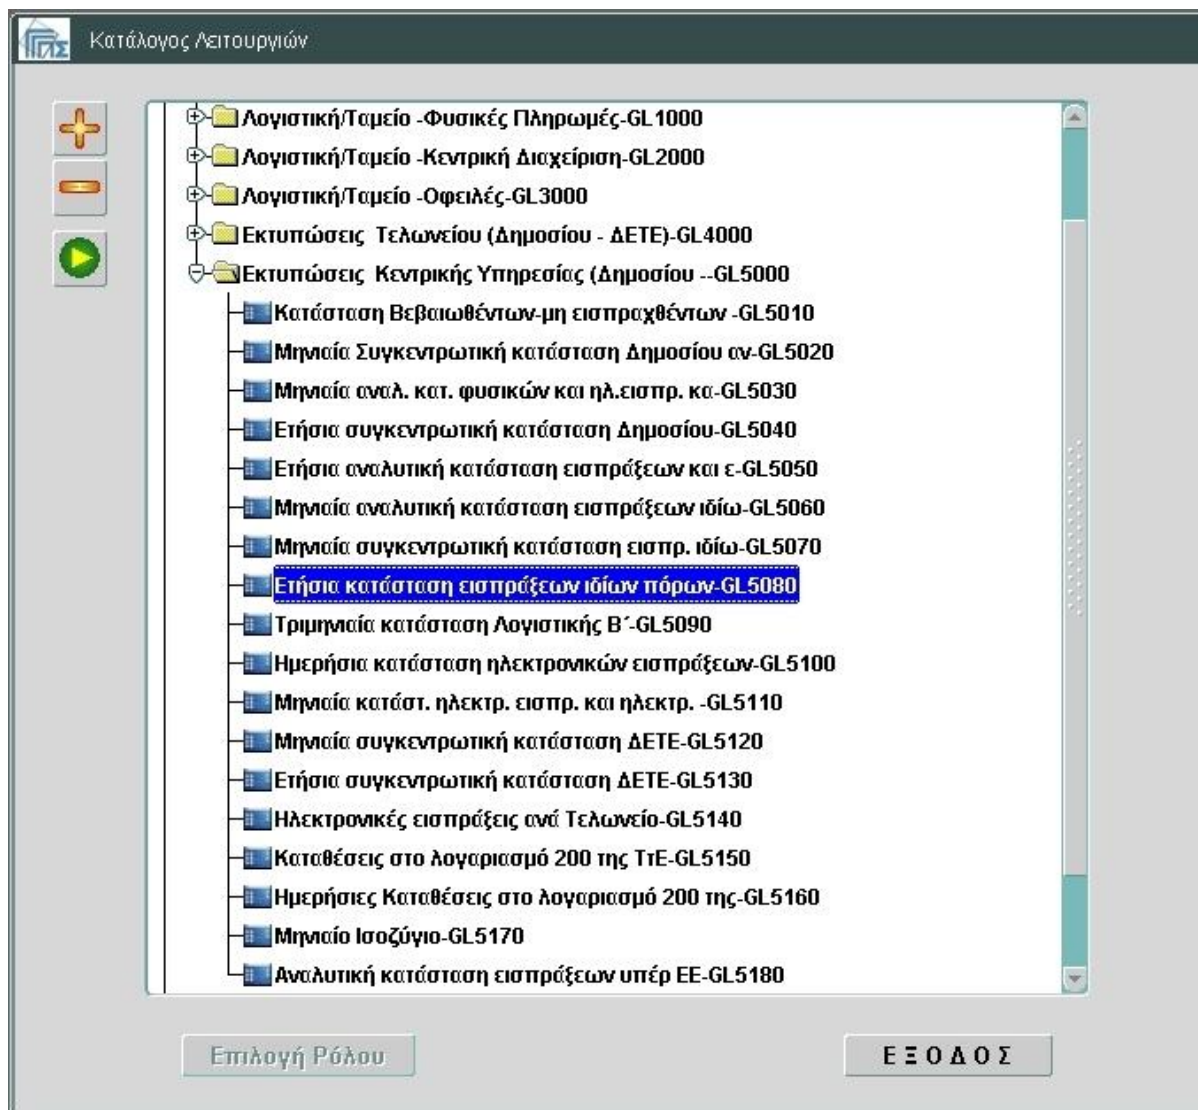 ΓΓΠΣ
Κατάλογος Λειτουργιών
Λογιστική/Ταμείο -Φυσικές Πληρωμές-GL1000
Λογιστική/Ταμείο -Κεντρική Διαχείριση-GL2000
Λογιστική/Ταμείο -Οφειλές-GL3000
Εκτυπώσεις Τελωνείου (Δημοσίου - ΔΕΤΕ)-GL4000
Εκτυπώσεις Κεντρικής Υπηρεσίας (Δημοσίου --GL5000
Κατάσταση Βεβαιωθέντων-μη εισπραχθέντων -GL5010
Μηνιαία Συγκεντρωτική κατάσταση Δημοσίου αν-GL5020
Μηνιαία αναλ. κατ. φυσικών και ηλ.εισπρ. κα-GL5030
Ετήσια συγκεντρωτική κατάσταση Δημοσίου-GL5040
Ετήσια αναλυτική κατάσταση εισπράξεων και ε-GL5050
Μηνιαία αναλυτική κατάσταση εισπράξεων ιδίω-GL5060
Μηνιαία συγκεντρωτική κατάσταση εισπρ. ιδίω-GL5070
Ετήσια κατάσταση εισπράξεων ιδίων πόρων-GL5080
Τριμηνιαία κατάσταση Λογιστικής Β΄-GL5090
Ημερήσια κατάσταση ηλεκτρονικών εισπράξεων-GL5100
Μηνιαία κατάστ. ηλεκτρ. εισπρ. και ηλεκτρ. -GL5110
Μηνιαία συγκεντρωτική κατάσταση ΔΕΤΕ-GL5120
Ετήσια συγκεντρωτική κατάσταση ΔΕΤΕ-GL5130
Ηλεκτρονικές εισπράξεις ανά Τελωνείο-GL5140
Καταθέσεις στο λογαριασμό 200 της ΤτΕ-GL5150
Ημερήσιες Καταθέσεις στο λογαριασμό 200 της-GL5160
Μηνιαίο Ισοζύγιο-GL5170
Αναλυτική κατάσταση εισπράξεων υπέρ ΕΕ-GL5180
Επιλογή Ρόλου
Ε Ξ Ο Δ Ο Σ